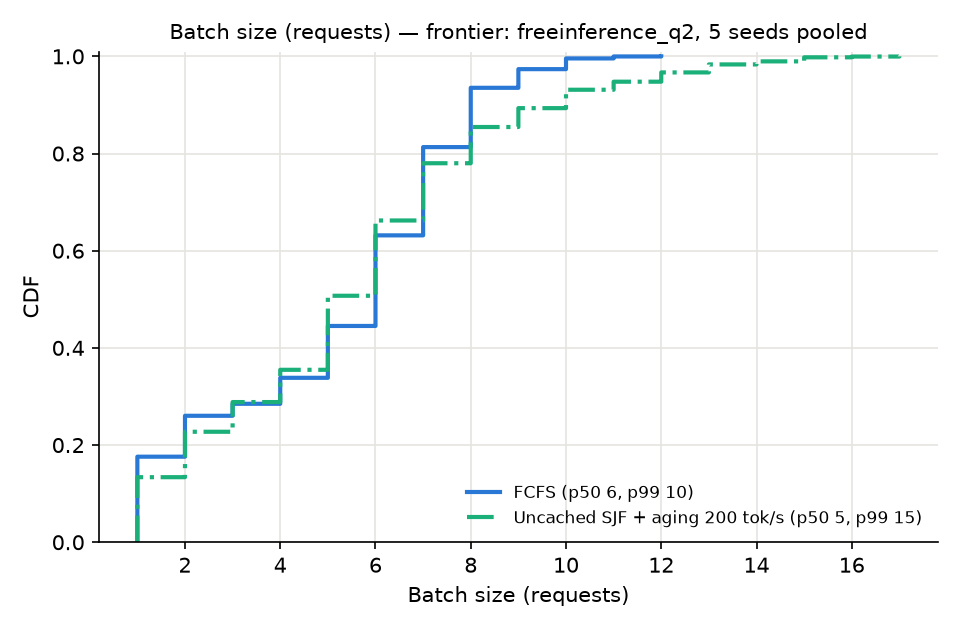 Batch size (requests) — frontier: freeinference_q2, 5 seeds pooled
1.0
0.8
0.6
0.4
0.2
0.0
CDF
FCFS (p50 6, p99 10)
Uncached SJF + aging 200 tok/s (p50 5, p99 15)
2 4 6 8 10 12 14 16
Batch size (requests)